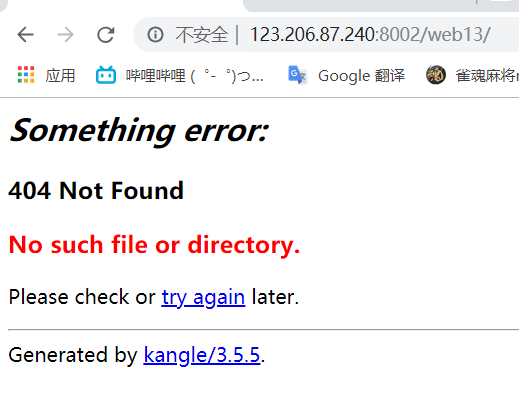 不安全 | 123.206.87.240:8002/web13/
应用 哔哩哔哩 ( ゜- ゜)つ... Google 翻译 雀魂麻将
Something error:
404 Not Found
No such file or directory.
Please check or try again later.
Generated by kangle/3.5.5.